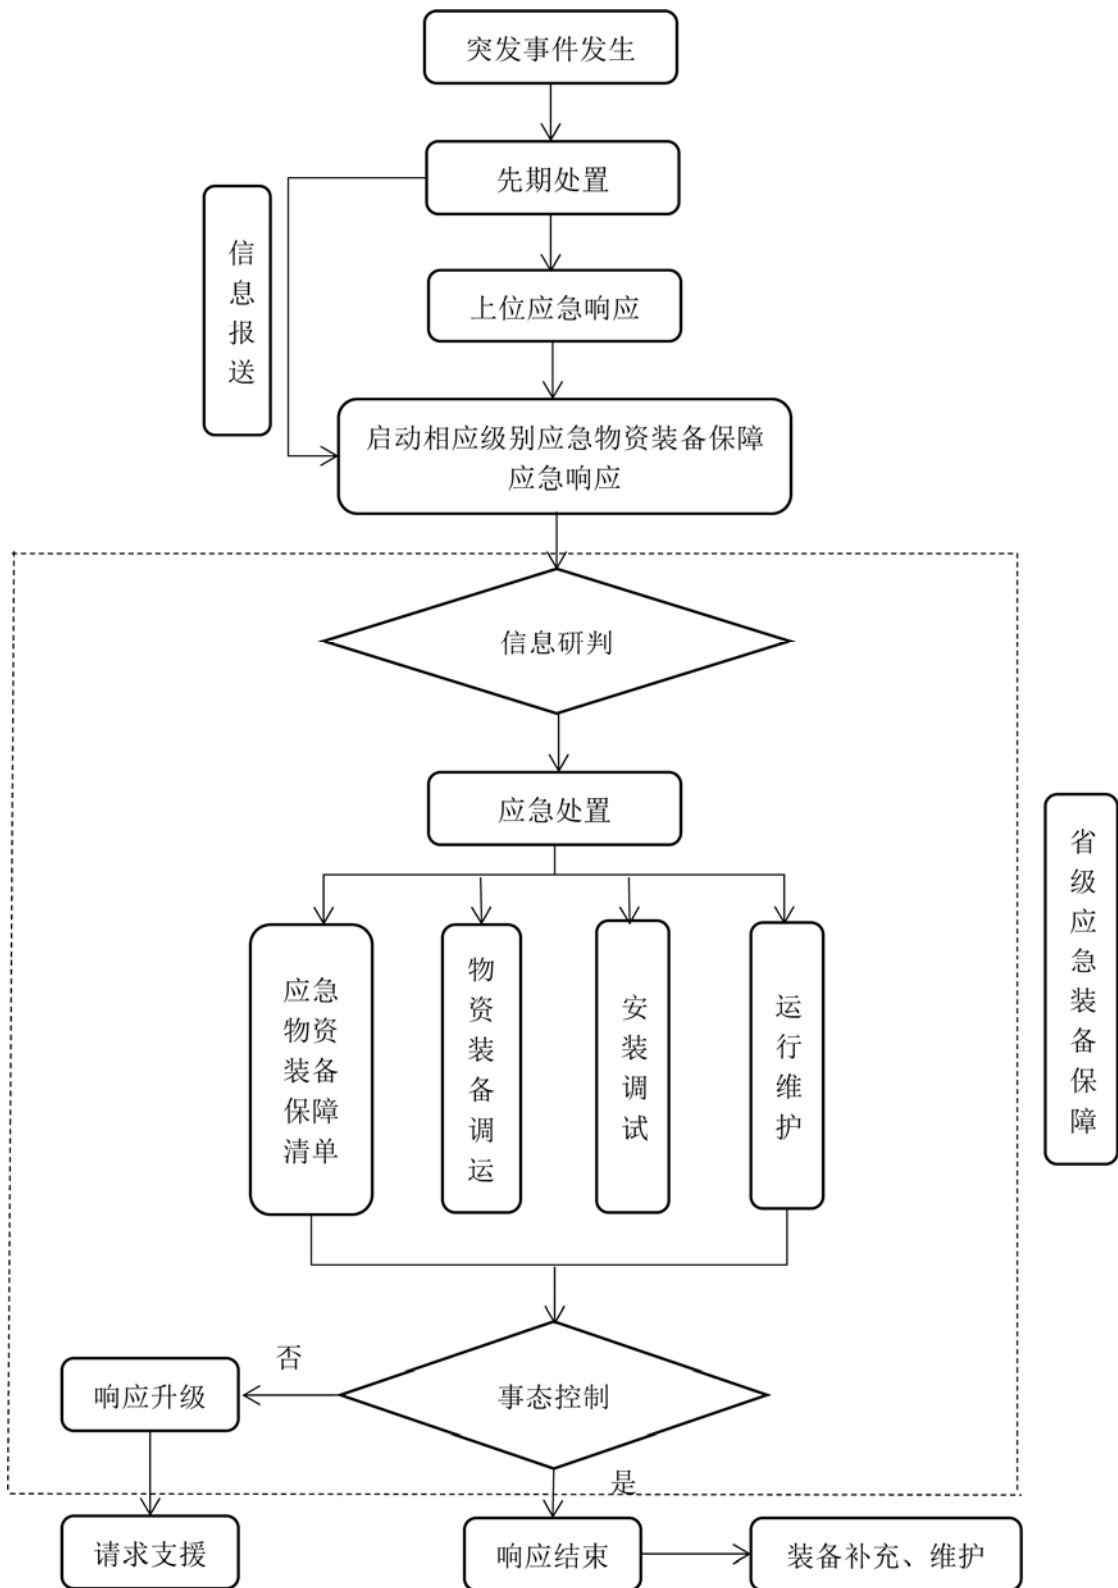 突发事件发生
先期处置
信息报送
上位应急响应
启动相应级别应急物资装备保障
应急响应
信息研判
应急处置
省级应急装备保障
应急
物资
装备
保障
清单
物资装备调运
安装调试
运行维护
否
响应升级
事态控制
是
请求支援
响应结束
装备补充、维护